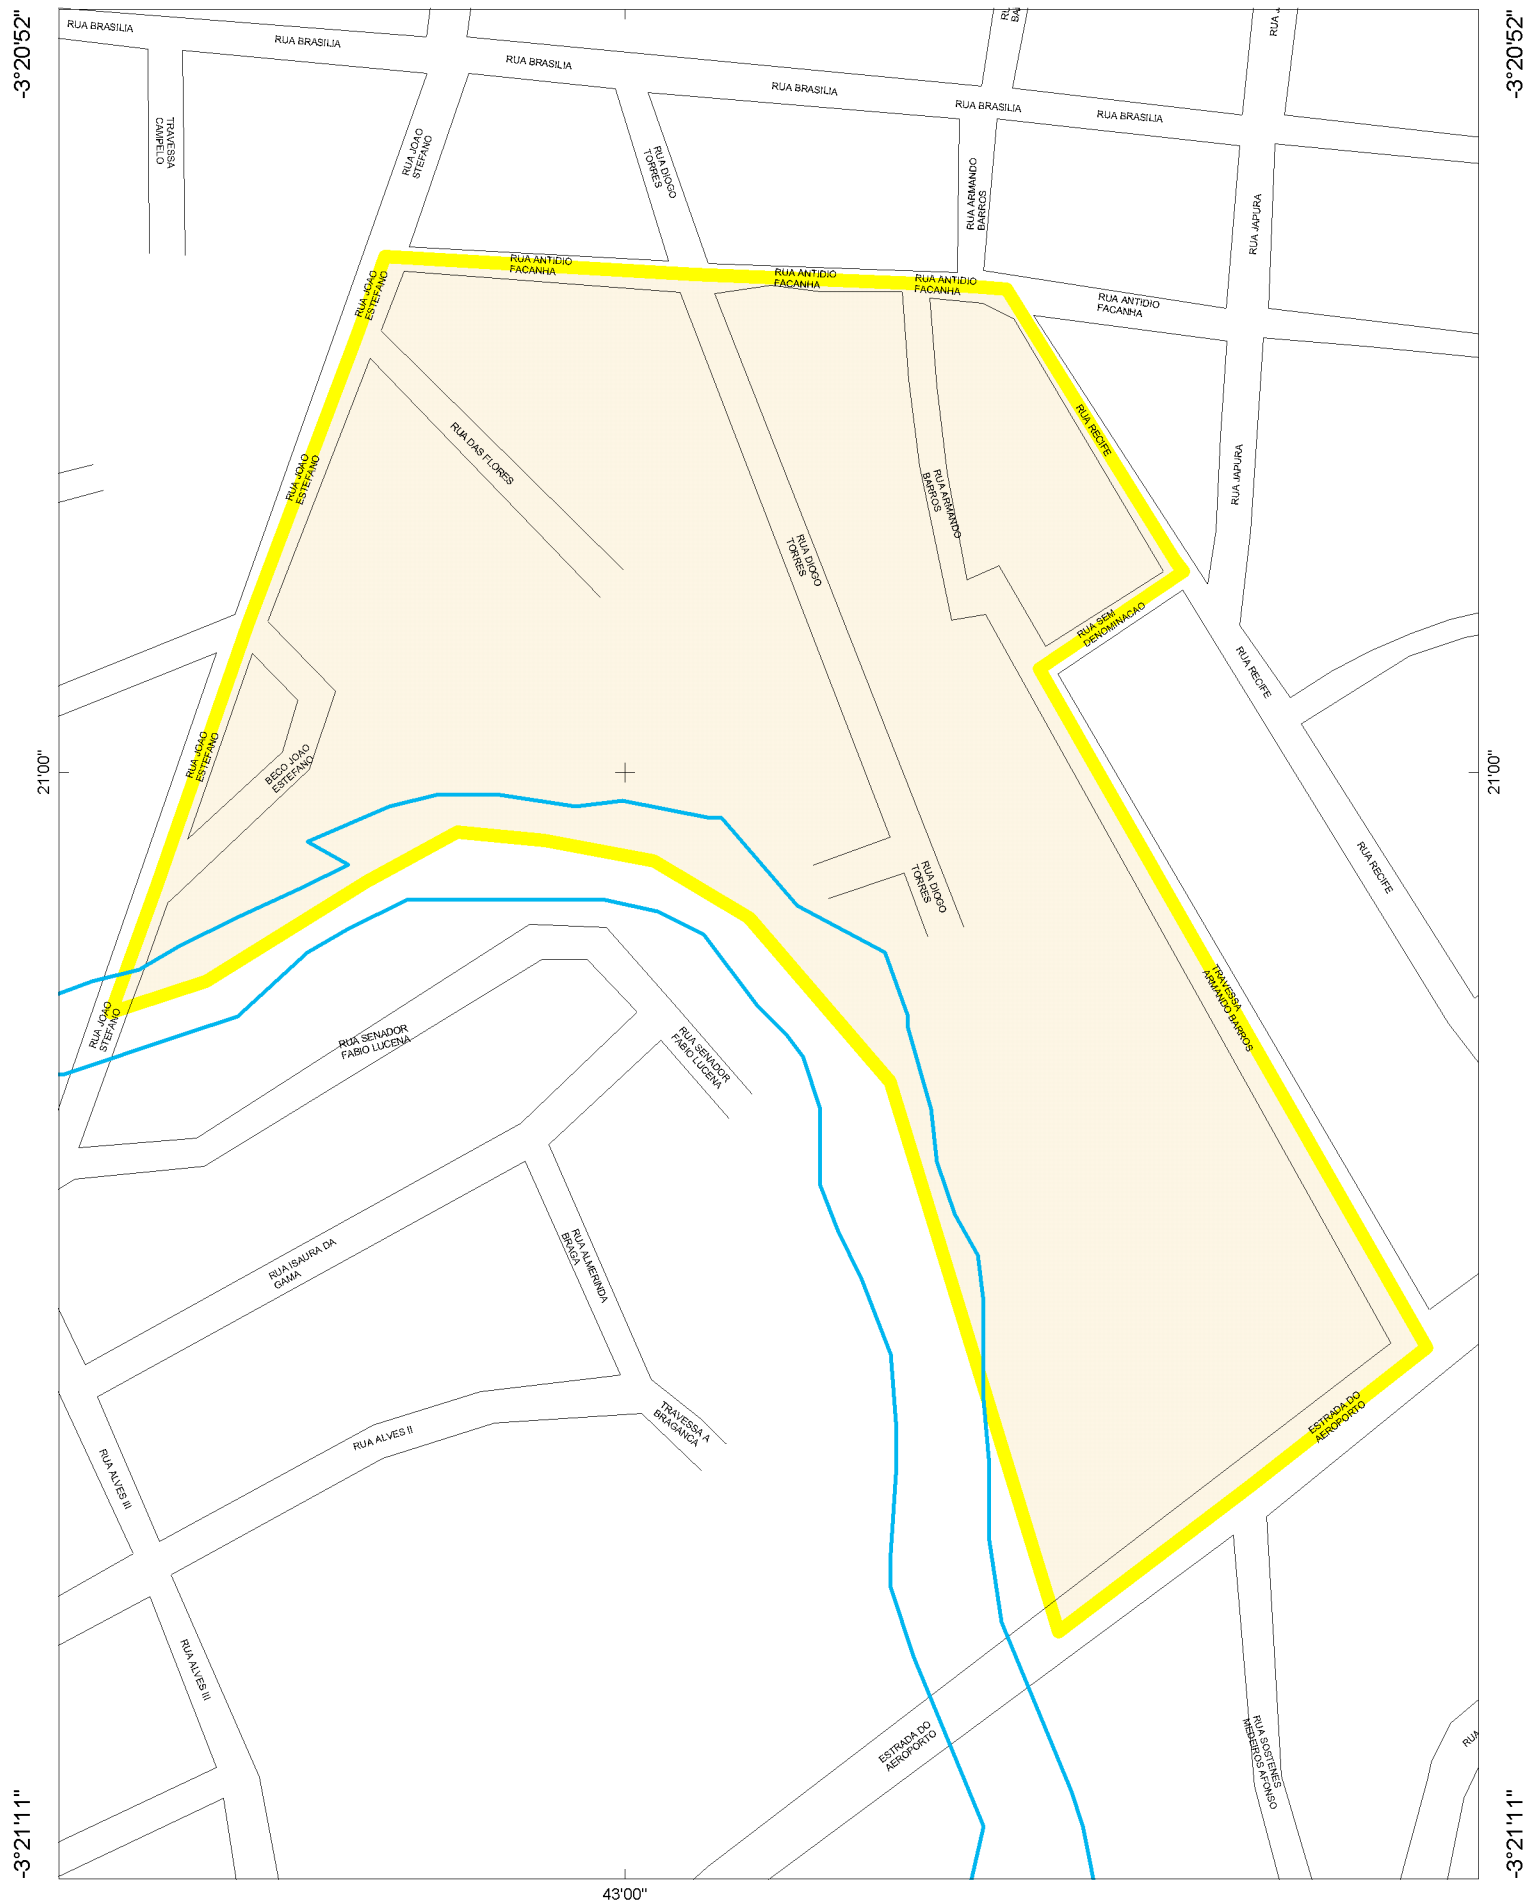 -3°20'52"
-3°20'52"
RUA BRASILIA
RUA BRASILIA
RUA BRASILIA
RUA BRASILIA
RUA BRASILIA
RUA BRASILIA
TRAVESSA
CAMPELO
RUA JOAO
STEFANO
RUA DIOGO
TORRES
RUA ARMANDO
BARROS
RUA JAPURA
RUA ANTIDIO
FACANHA
RUA ANTIDIO
FACANHA
RUA ANTIDIO
FACANHA
RUA ANTIDIO
FACANHA
RUA JOAO
ESTEFANO
RUA JOAO
ESTEFANO
RUA DAS FLORES
RUA RECIFE
RUA JAPURA
RUA ARMANDO
BARROS
RUA DIOGO
TORRES
RUA SEM
DENOMINACAO
RUA RECIFE
RUA JOAO
ESTEFANO
BECO JOAO
ESTEFANO
21'00"
21'00"
RUA RECIFE
RUA DIOGO
TORRES
RUA JOAO
STEFANO
RUA SENADOR
FABIO LUCENA
RUA SENADOR
FABIO LUCENA
TRAVESSA
ARMANDO BARROS
RUA ISAURA DA
GAMA
RUA ALMERINDA
BRAGA
RUA ALVES II
TRAVESSA A
BRAGANCA
ESTRADA DO
AEROPORTO
RUA ALVES III
RUA ALVES III
ESTRADA DO
AEROPORTO
RUA SOSTENES
MEDEIROS AFONSO
RUA
-3°21'11"
-3°21'11"
43'00"